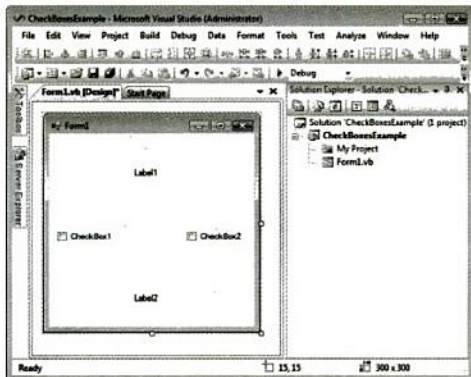 CheckBoxesExample - Microsoft Visual Studio (Administrator)
File Edit View Project Build Debug Data Format Tools Test Analyze Window Help
Debug
Form1.vb [Design]* Start Page
Solution Explorer - Solution 'Check...
Toolbox
Server Explorer
Form1
Label1
CheckBox1 CheckBox2
Label2
Solution 'CheckBoxesExample' (1 project)
CheckBoxesExample
My Project
Form1.vb
Ready 15, 15 300 x 300